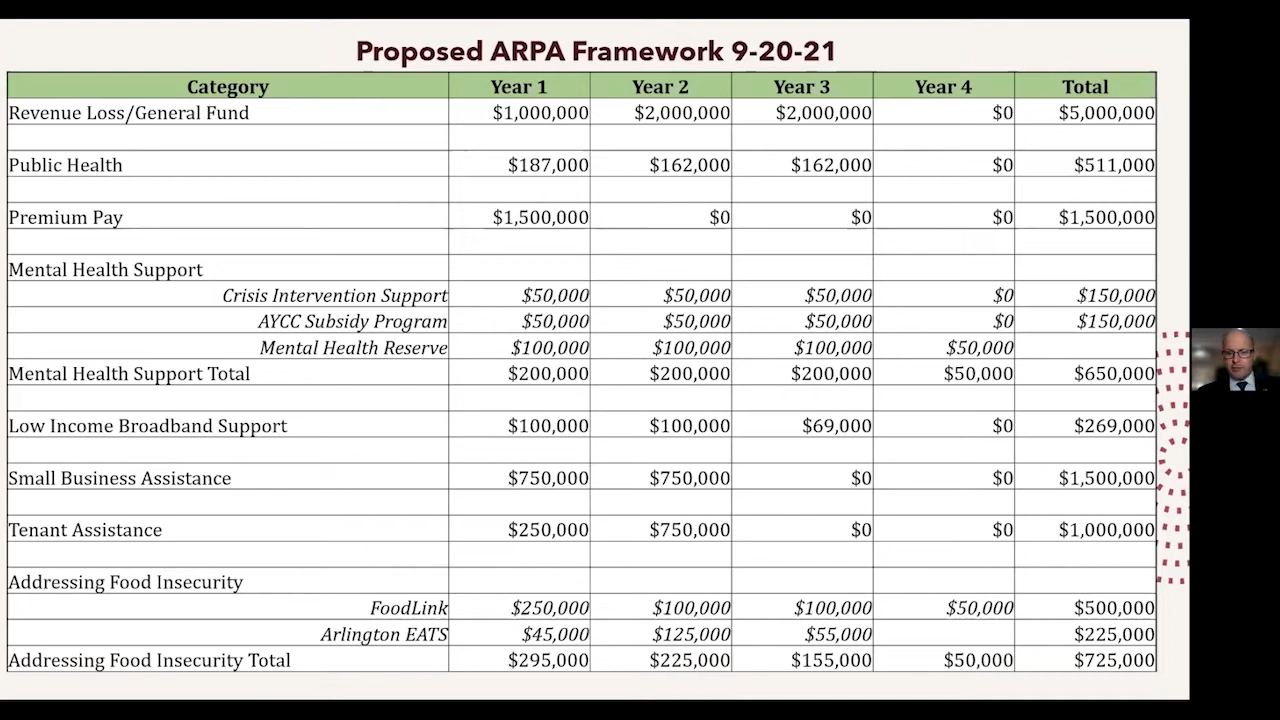 Proposed ARPA Framework 9-20-21
Category Year 1 Year 2 Year 3 Year 4 Total
Revenue Loss/General Fund $1,000,000 $2,000,000 $2,000,000 $0 $5,000,000
Public Health $187,000 $162,000 $162,000 $0 $511,000
Premium Pay $1,500,000 $0 $0 $0 $1,500,000
Mental Health Support
Crisis Intervention Support $50,000 $50,000 $50,000 $0 $150,000
AYCC Subsidy Program $50,000 $50,000 $50,000 $0 $150,000
Mental Health Reserve $100,000 $100,000 $100,000 $50,000
Mental Health Support Total $200,000 $200,000 $200,000 $50,000 $650,000
Low Income Broadband Support $100,000 $100,000 $69,000 $0 $269,000
Small Business Assistance $750,000 $750,000 $0 $0 $1,500,000
Tenant Assistance $250,000 $750,000 $0 $0 $1,000,000
Addressing Food Insecurity
FoodLink $250,000 $100,000 $100,000 $50,000 $500,000
Arlington EATS $45,000 $125,000 $55,000 $225,000
Addressing Food Insecurity Total $295,000 $225,000 $155,000 $50,000 $725,000